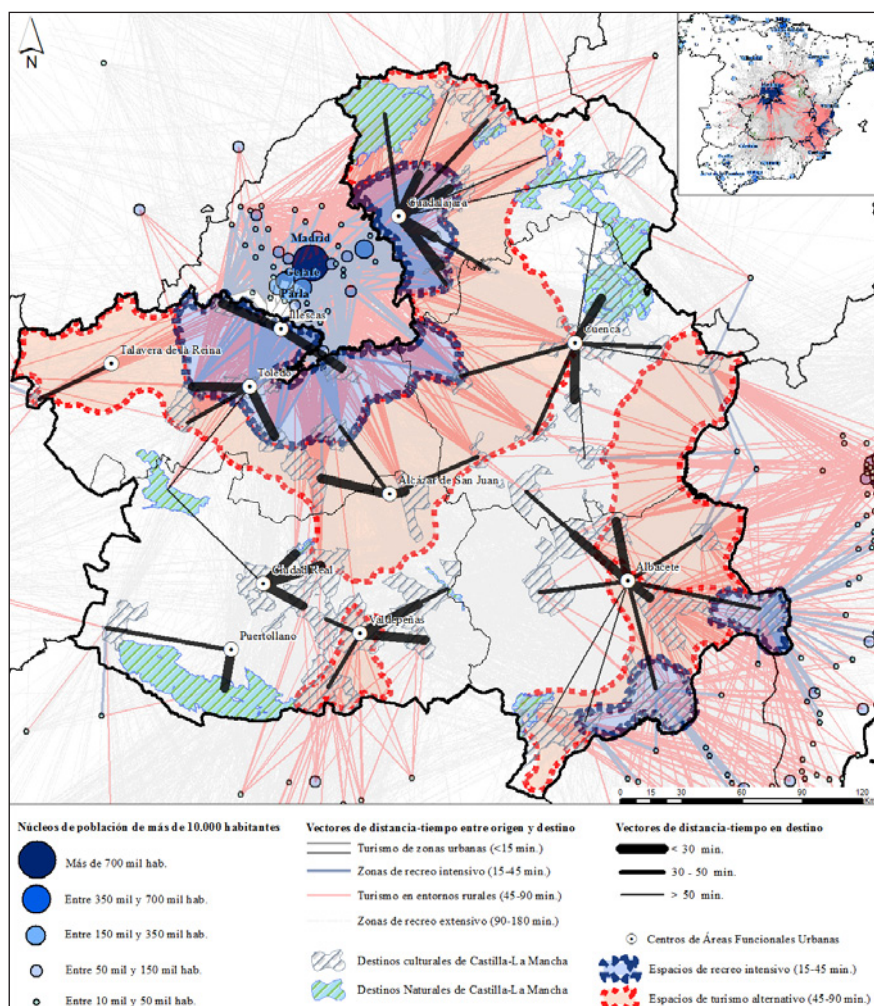 N
Madrid
Getafe
Parla
Illescas
Guadalajara
Talavera de la Reina
Toledo
Cuenca
Alcázar de San Juan
Ciudad Real
Albacete
Valdepeñas
Puertollano
0 15 30 60 90 120
Km
Núcleos de población de más de 10.000 habitantes
Más de 700 mil hab.
Entre 350 mil y 700 mil hab.
Entre 150 mil y 350 mil hab.
Entre 50 mil y 150 mil hab.
Entre 10 mil y 50 mil hab.
Vectores de distancia-tiempo entre origen y destino
Turismo de zonas urbanas (<15 min.)
Zonas de recreo intensivo (15-45 min.)
Turismo en entornos rurales (45-90 min.)
Zonas de recreo extensivo (90-180 min.)
Destinos culturales de Castilla-La Mancha
Destinos Naturales de Castilla-La Mancha
Vectores de distancia-tiempo en destino
< 30 min.
30 - 50 min.
> 50 min.
Centros de Áreas Funcionales Urbanas
Espacios de recreo intensivo (15-45 min.)
Espacios de turismo alternativo (45-90 min.)